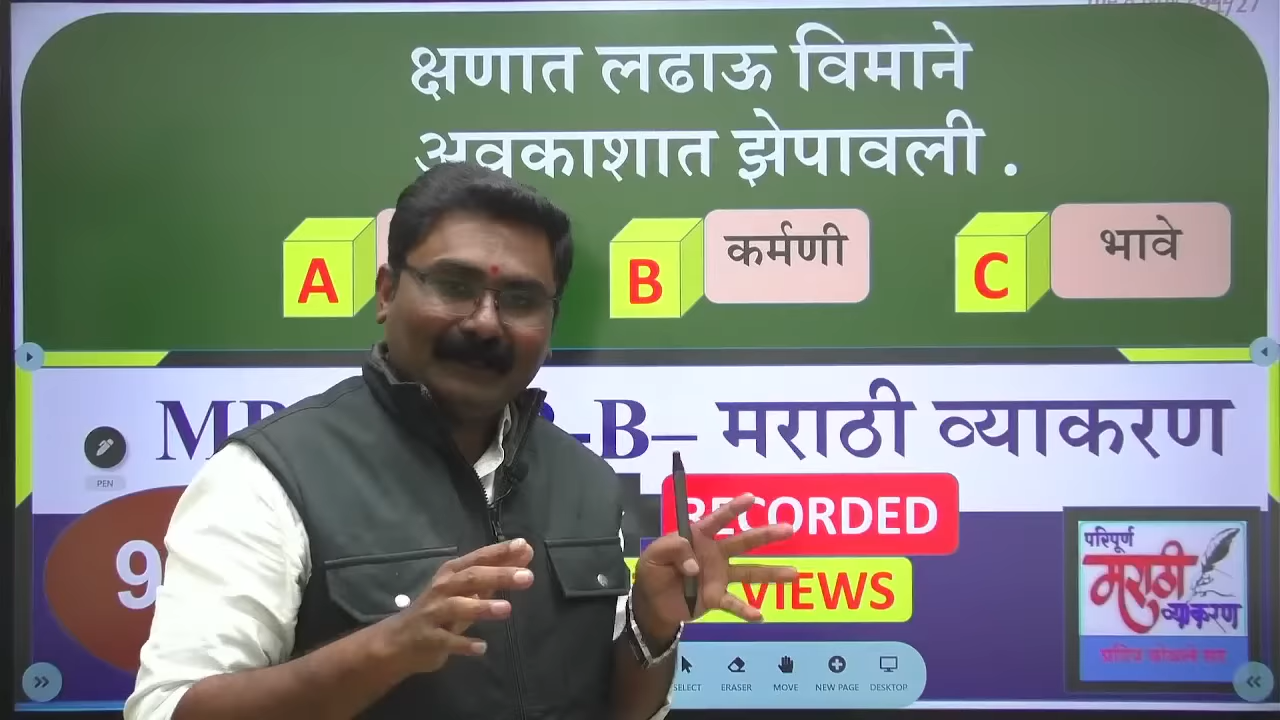 क्षणात लढाऊ विमाने
अवकाशात झेपावली .
A
B कर्मणी
C भावे
-B– मराठी व्याकरण
PEN
RECORDED
VIEWS
9
परिपूर्ण
मराठी
व्याकरण
SELECT ERASER MOVE NEW PAGE DESKTOP